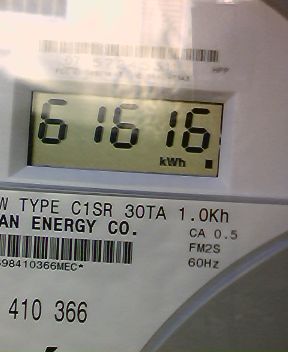 61616
kWh
W TYPE C1SR 30TA 1.0Kh
AN ENERGY CO.
CA 0.5
FM2S
60Hz
98410366MEC*
410 366